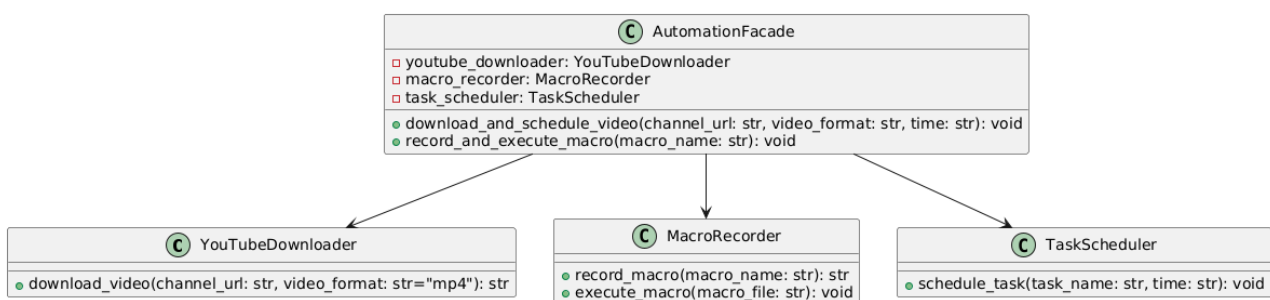 C AutomationFacade
youtube_downloader: YouTubeDownloader
macro_recorder: MacroRecorder
task_scheduler: TaskScheduler
download_and_schedule_video(channel_url: str, video_format: str, time: str): void
record_and_execute_macro(macro_name: str): void
C YouTubeDownloader
download_video(channel_url: str, video_format: str="mp4"): str
C MacroRecorder
record_macro(macro_name: str): str
execute_macro(macro_file: str): void
C TaskScheduler
schedule_task(task_name: str, time: str): void